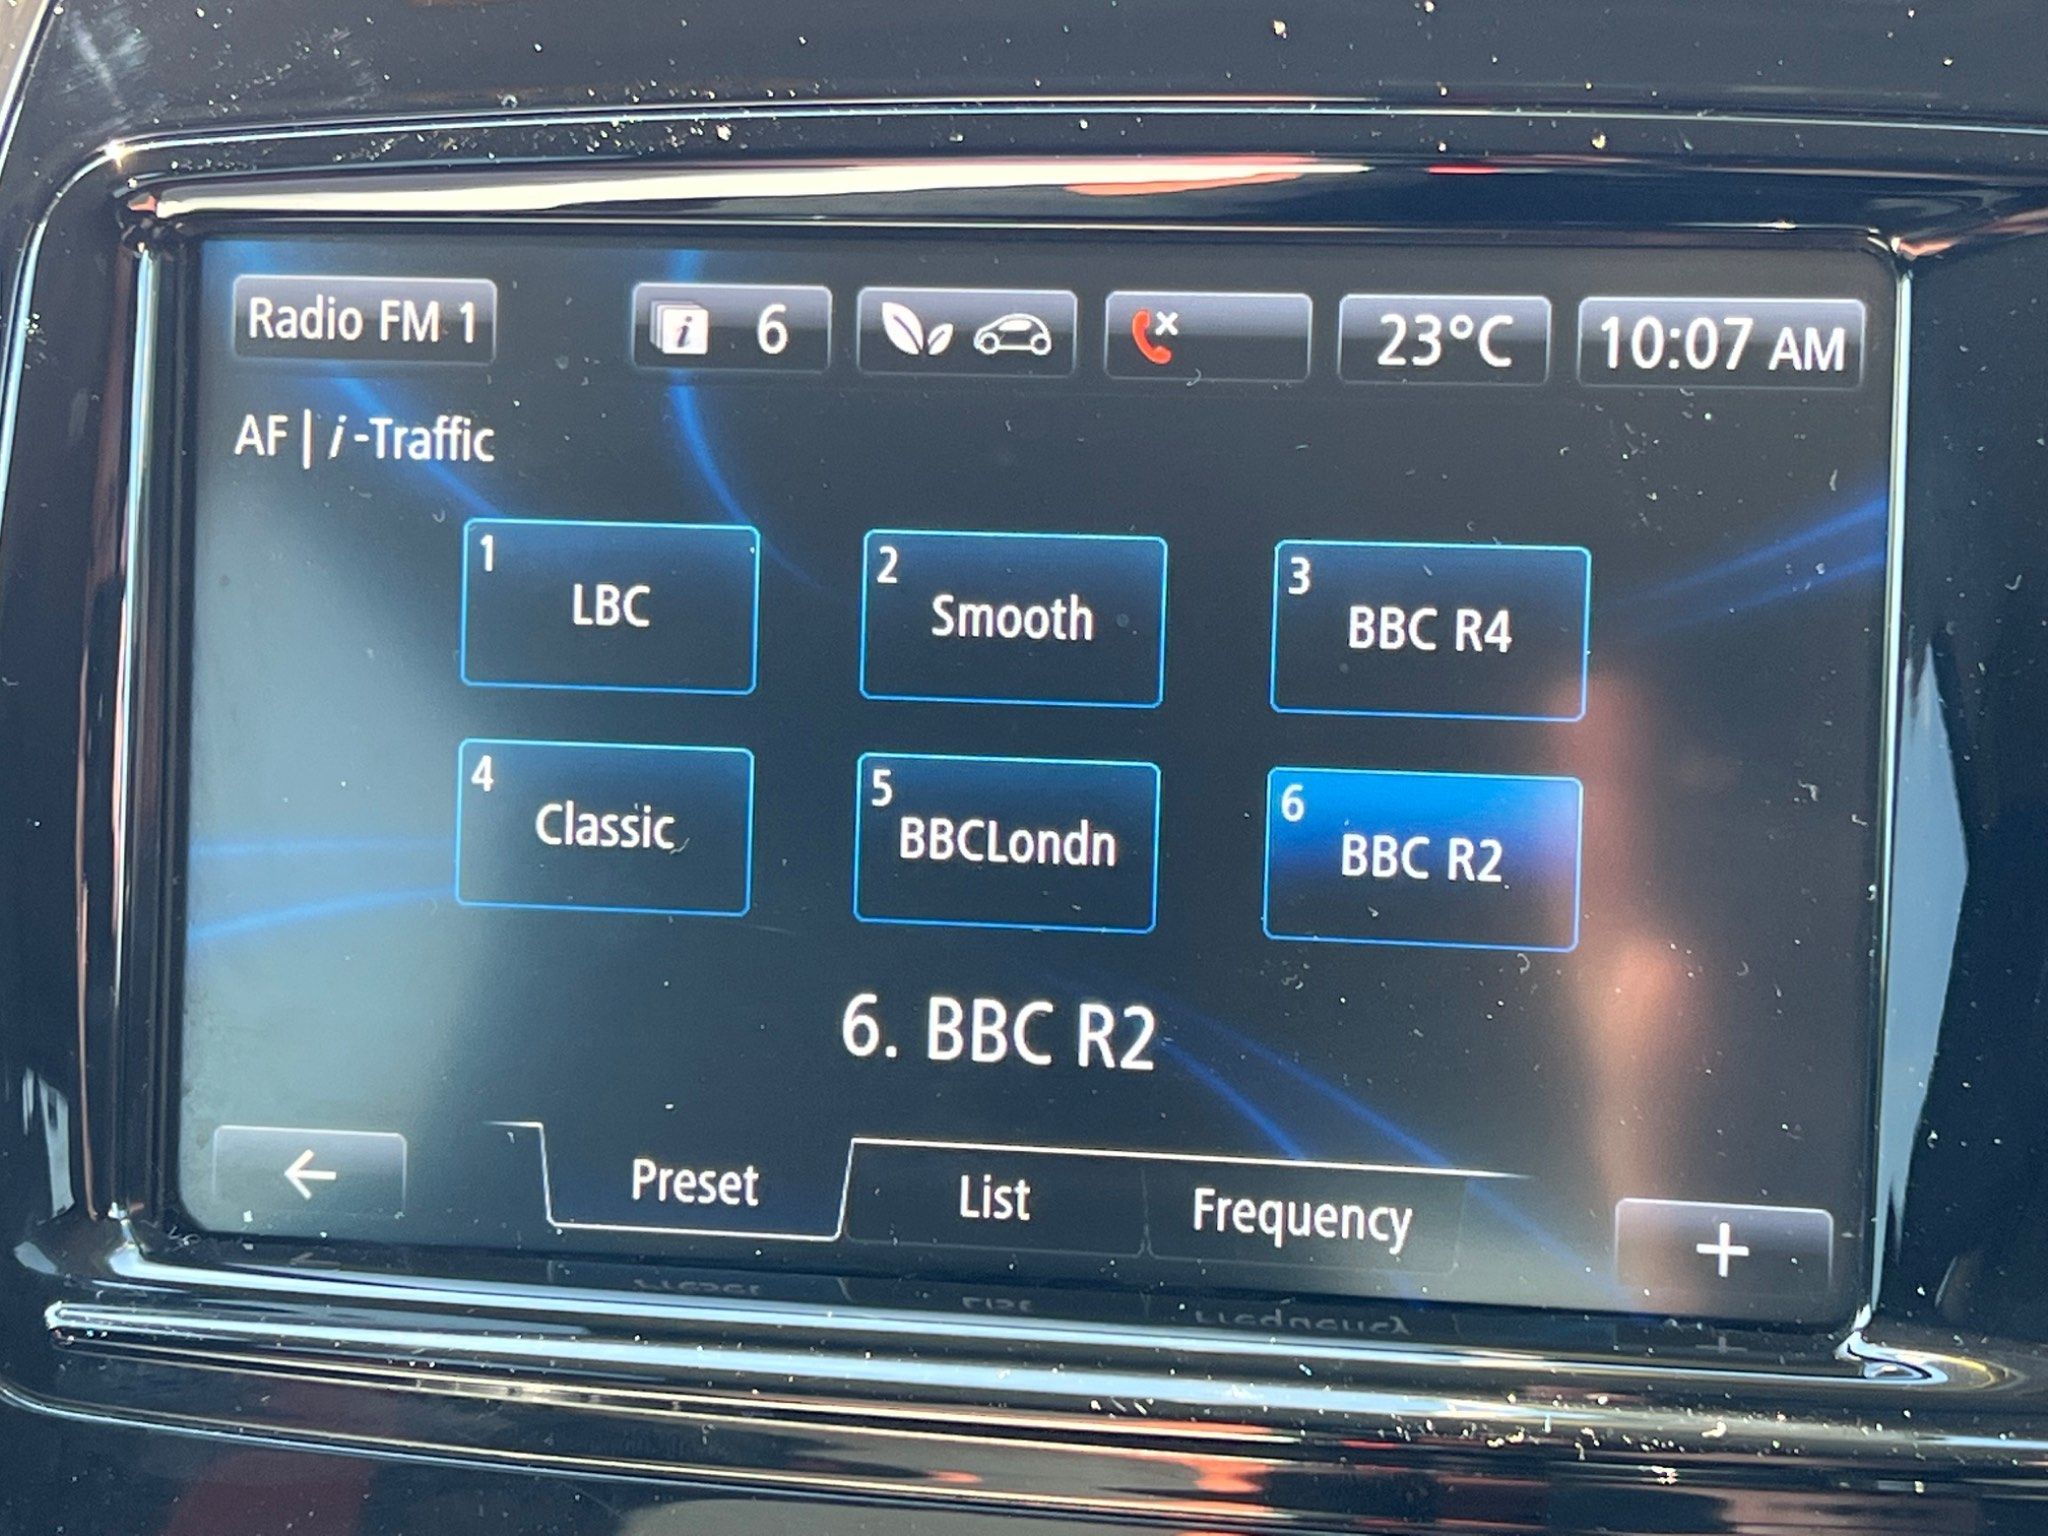 Radio FM 1
6
23°C
10:07 AM
AF | i-Traffic
1
LBC
2
Smooth
3
BBC R4
4
Classic
5
BBCLondn
6
BBC R2
6. BBC R2
Preset
List
Frequency